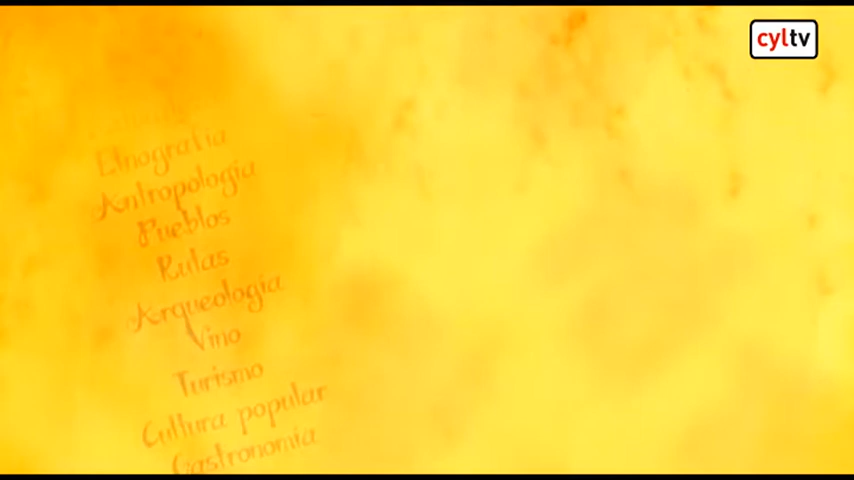 cyltv
Etnografía
Antropología
Pueblos
Rutas
Arqueología
Vino
Turismo
Cultura popular
Gastronomía